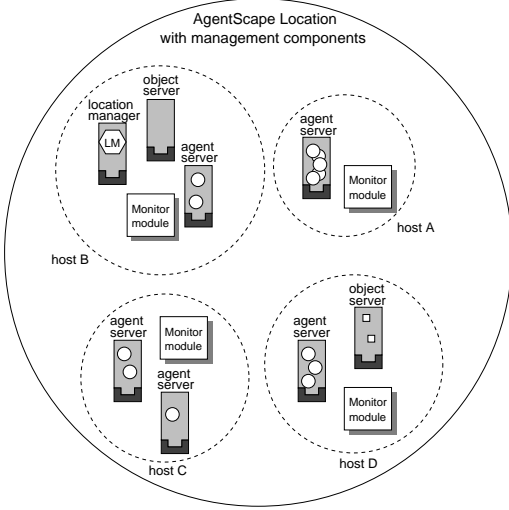 AgentScape Location
with management components
object
server
location
manager
LM
agent
server
Monitor
module
host B
agent
server
Monitor
module
host A
agent
server
Monitor
module
agent
server
host C
object
server
agent
server
Monitor
module
host D